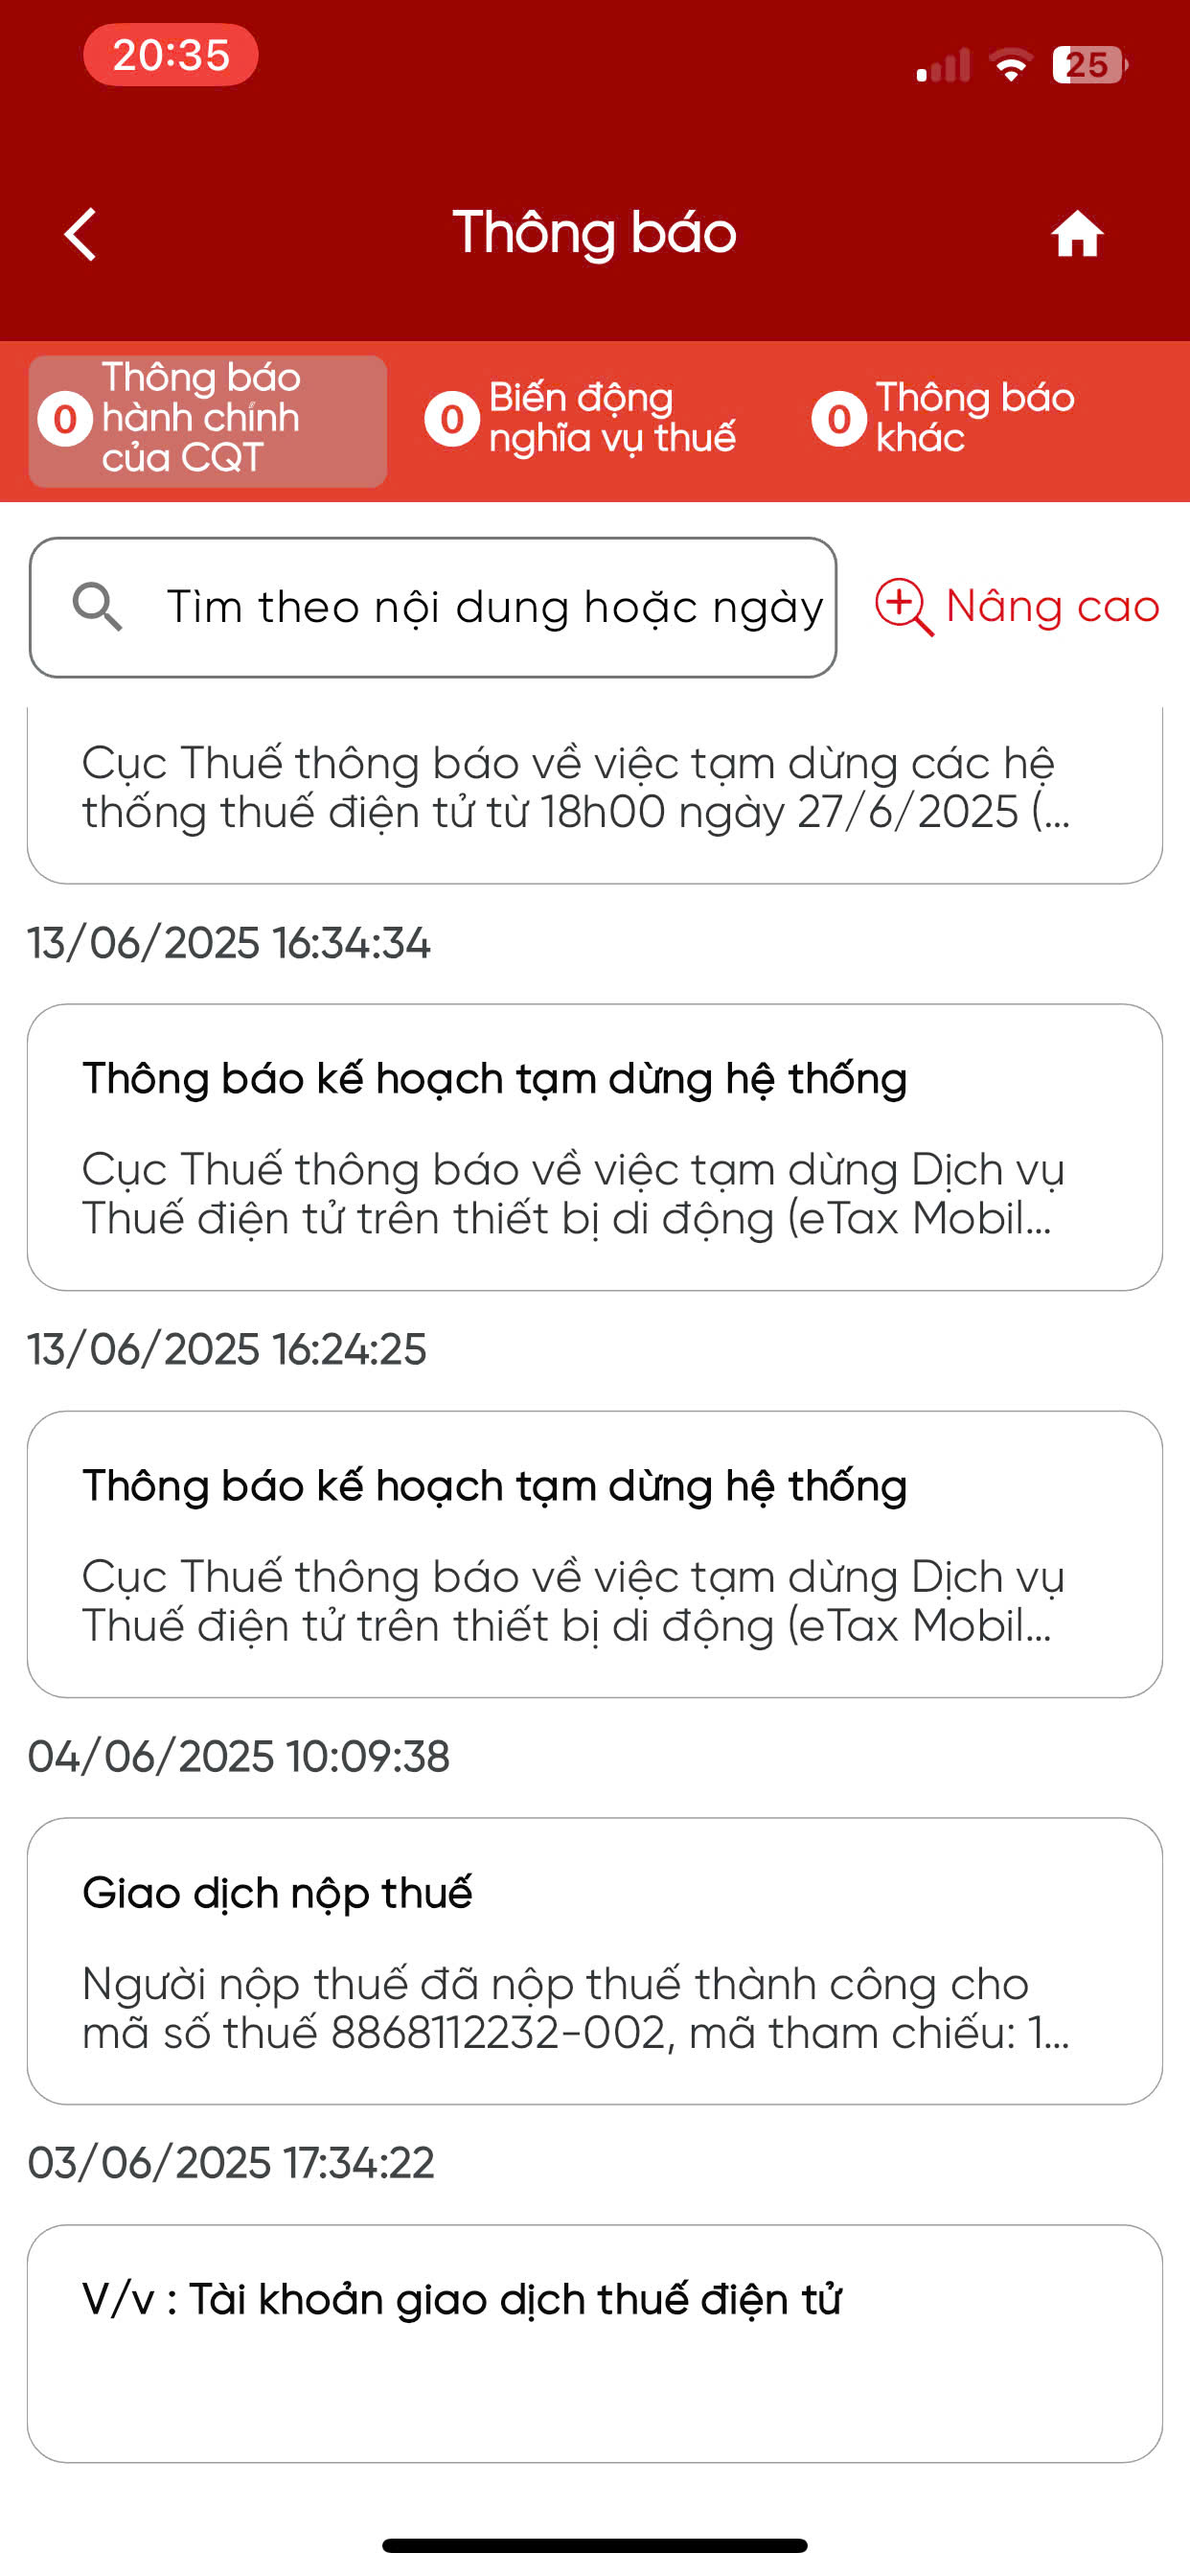 20:35
25
Thông báo
0
Thông báo
hành chính
của CQT
0
Biến động
nghĩa vụ thuế
0
Thông báo
khác
Tìm theo nội dung hoặc ngày
Nâng cao
Cục Thuế thông báo về việc tạm dừng các hệ
thống thuế điện tử từ 18h00 ngày 27/6/2025 (...
13/06/2025 16:34:34
Thông báo kế hoạch tạm dừng hệ thống
Cục Thuế thông báo về việc tạm dừng Dịch vụ
Thuế điện tử trên thiết bị di động (eTax Mobil...
13/06/2025 16:24:25
Thông báo kế hoạch tạm dừng hệ thống
Cục Thuế thông báo về việc tạm dừng Dịch vụ
Thuế điện tử trên thiết bị di động (eTax Mobil...
04/06/2025 10:09:38
Giao dịch nộp thuế
Người nộp thuế đã nộp thuế thành công cho
mã số thuế 8868112232-002, mã tham chiếu: 1...
03/06/2025 17:34:22
V/v : Tài khoản giao dịch thuế điện tử